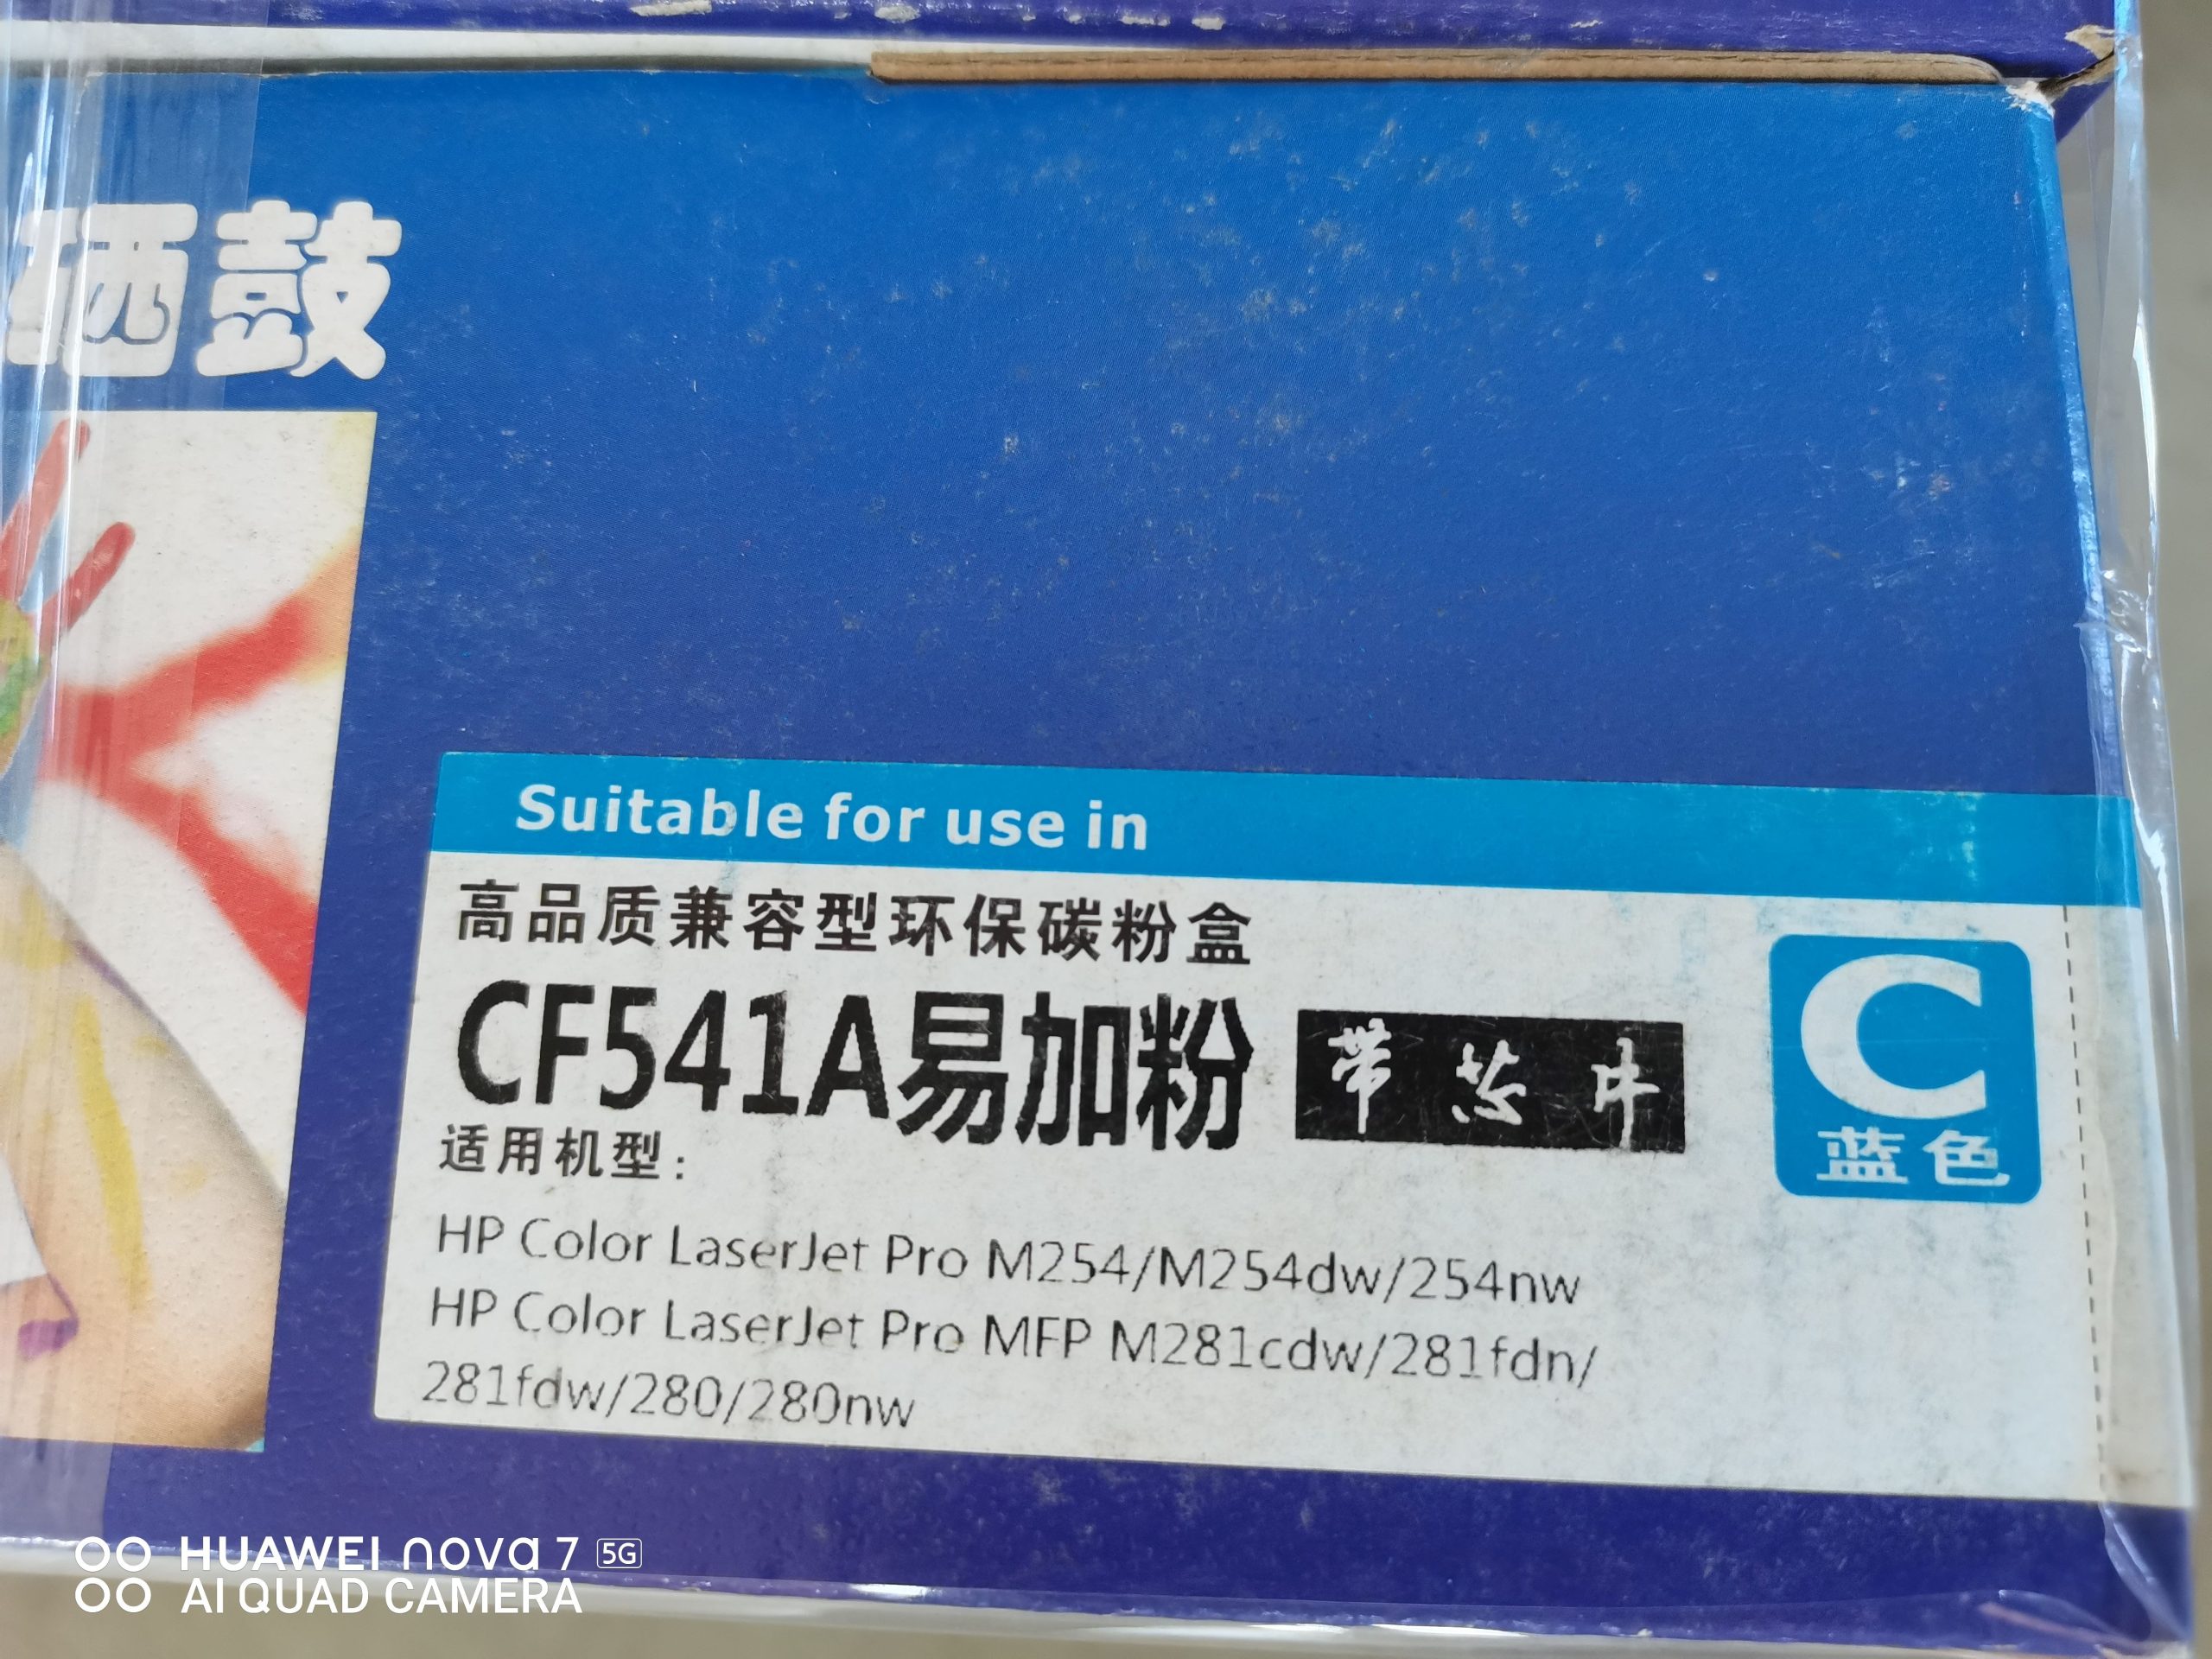 硒鼓
Suitable for use in
高品质兼容型环保碳粉盒
CF541A易加粉 带芯片
C
蓝色
适用机型:
HP Color LaserJet Pro M254/M254dw/254nw
HP Color LaserJet Pro MFP M281cdw/281fdn/
281fdw/280/280nw
HUAWEI nova 7 5G
AI QUAD CAMERA